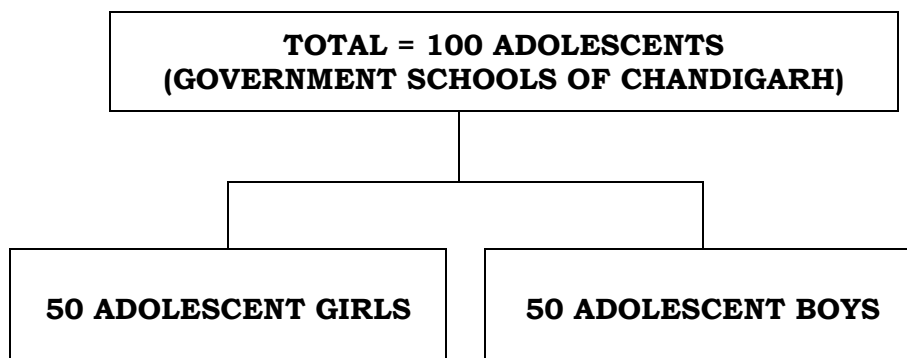 TOTAL = 100 ADOLESCENTS
(GOVERNMENT SCHOOLS OF CHANDIGARH)
50 ADOLESCENT GIRLS
50 ADOLESCENT BOYS